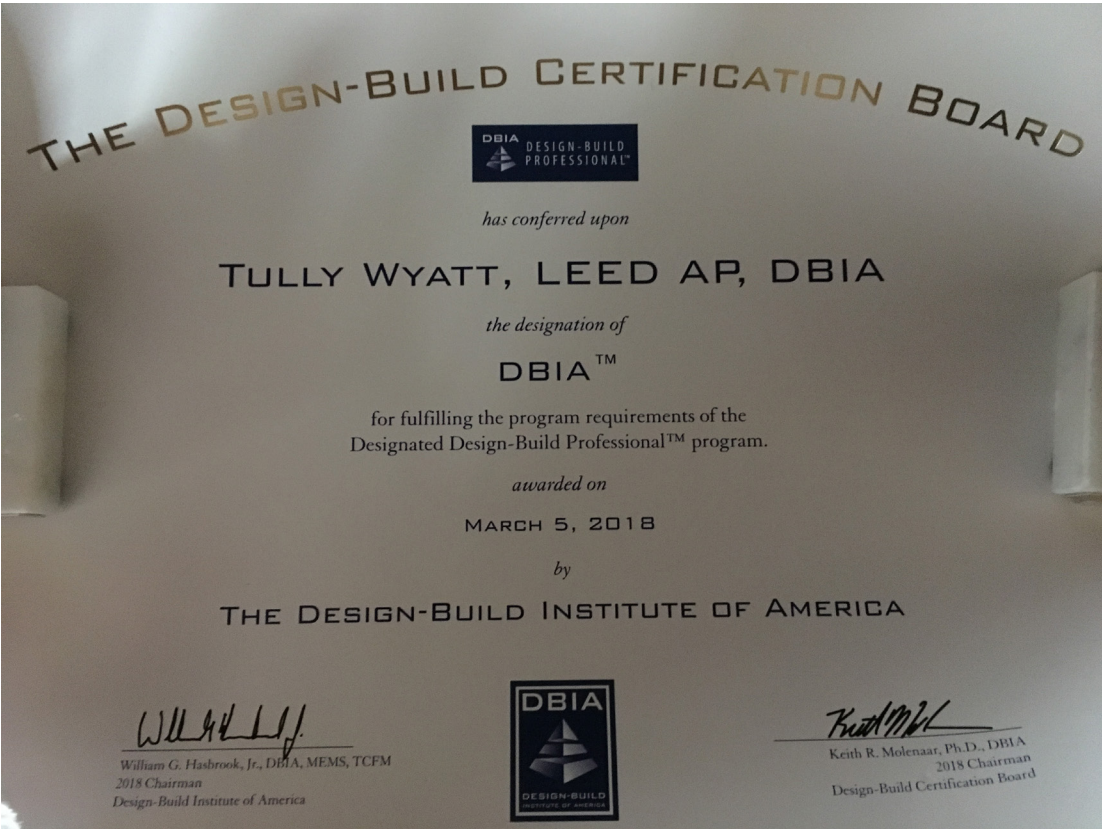 THE DESIGN-BUILD CERTIFICATION BOARD
DBIA
DESIGN-BUILD
PROFESSIONAL™
has conferred upon
TULLY WYATT, LEED AP, DBIA
the designation of
DBIA™
for fulfilling the program requirements of the
Designated Design-Build Professional™ program.
awarded on
MARCH 5, 2018
by
THE DESIGN-BUILD INSTITUTE OF AMERICA
William G. Hasbrook, Jr., DBIA, MEMS, TCFM
2018 Chairman
Design-Build Institute of America
DBIA
DESIGN-BUILD
INSTITUTE OF AMERICA
Keith R. Molenaar, Ph.D., DBIA
2018 Chairman
Design-Build Certification Board